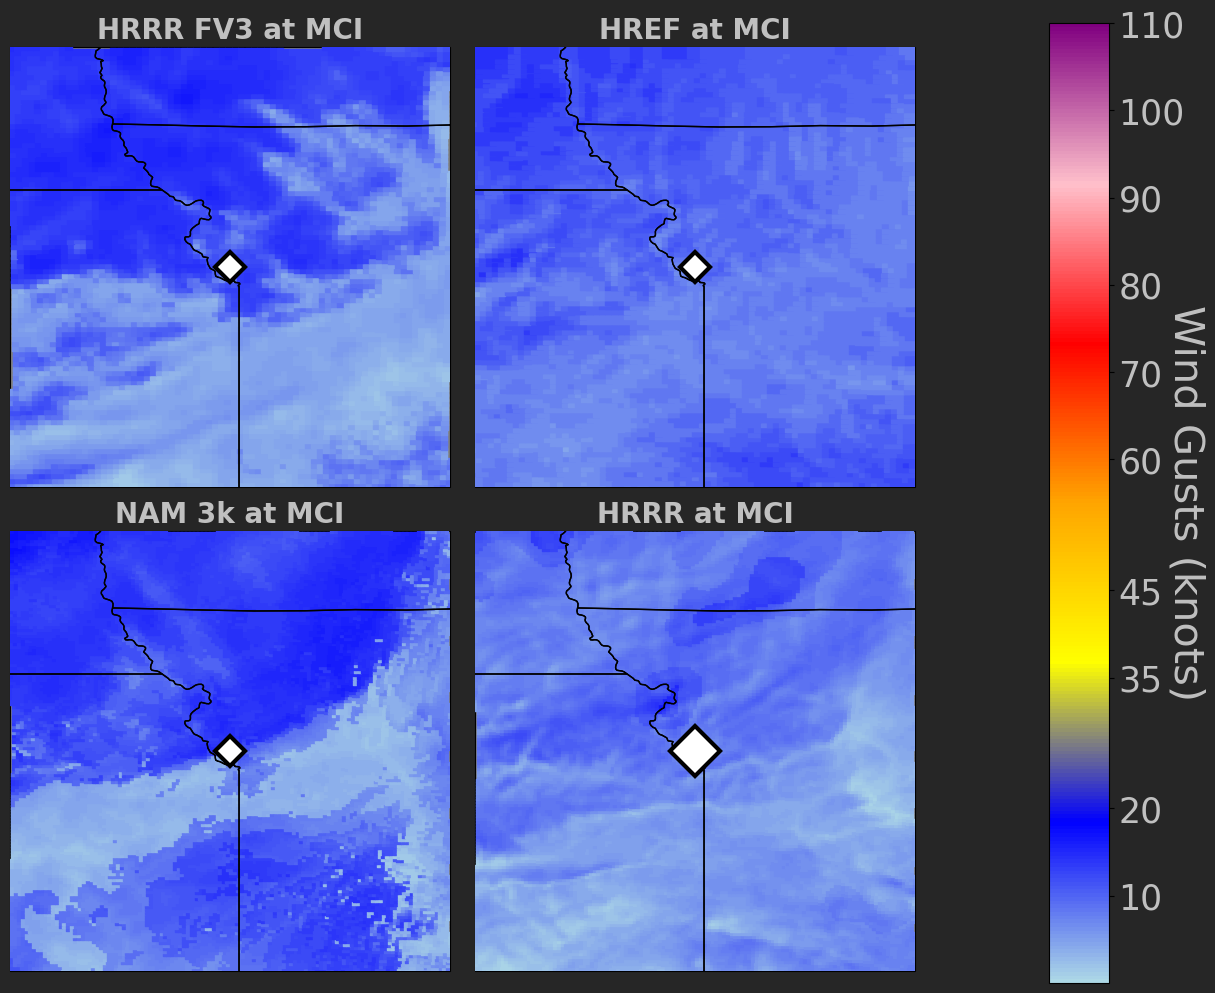 HRRR FV3 at MCI
HREF at MCI
NAM 3k at MCI
HRRR at MCI
110
100
90
80
70
60
45
35
20
10
Wind Gusts (knots)